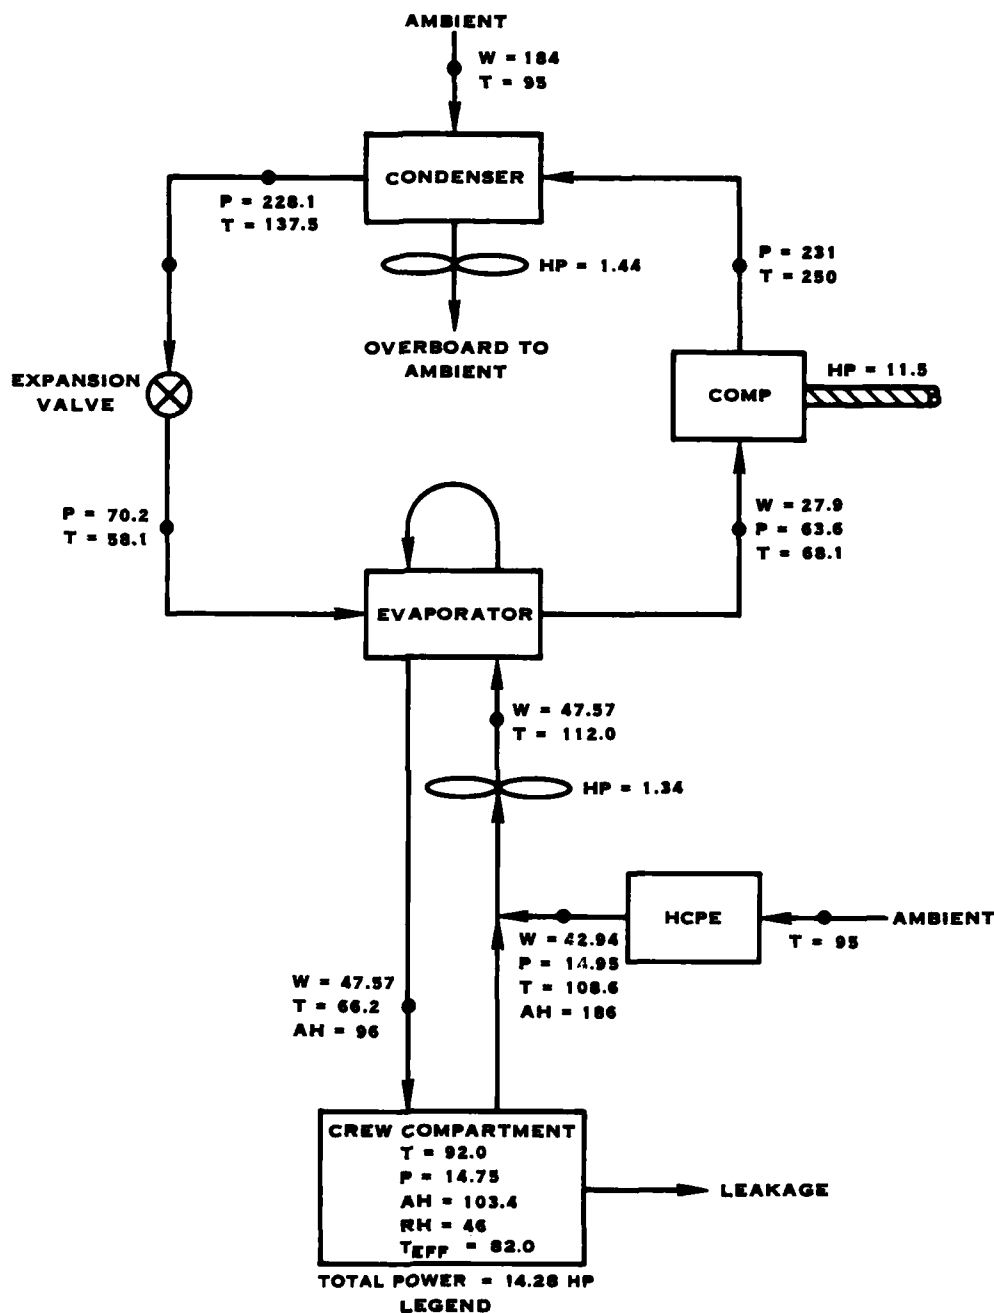 AMBIENT
W = 184
T = 95
CONDENSER
P = 228.1
T = 137.5
HP = 1.44
P = 231
T = 250
OVERBOARD TO
AMBIENT
EXPANSION
VALVE
HP = 11.5
COMP
P = 70.2
T = 58.1
W = 27.9
P = 63.6
T = 68.1
EVAPORATOR
W = 47.57
T = 112.0
HP = 1.34
HCPE
AMBIENT
T = 95
W = 42.94
P = 14.95
T = 108.6
AH = 186
W = 47.57
T = 66.2
AH = 96
CREW COMPARTMENT
T = 92.0
P = 14.75
AH = 103.4
RH = 46
TEFF = 82.0
LEAKAGE
TOTAL POWER = 14.28 HP
LEGEND